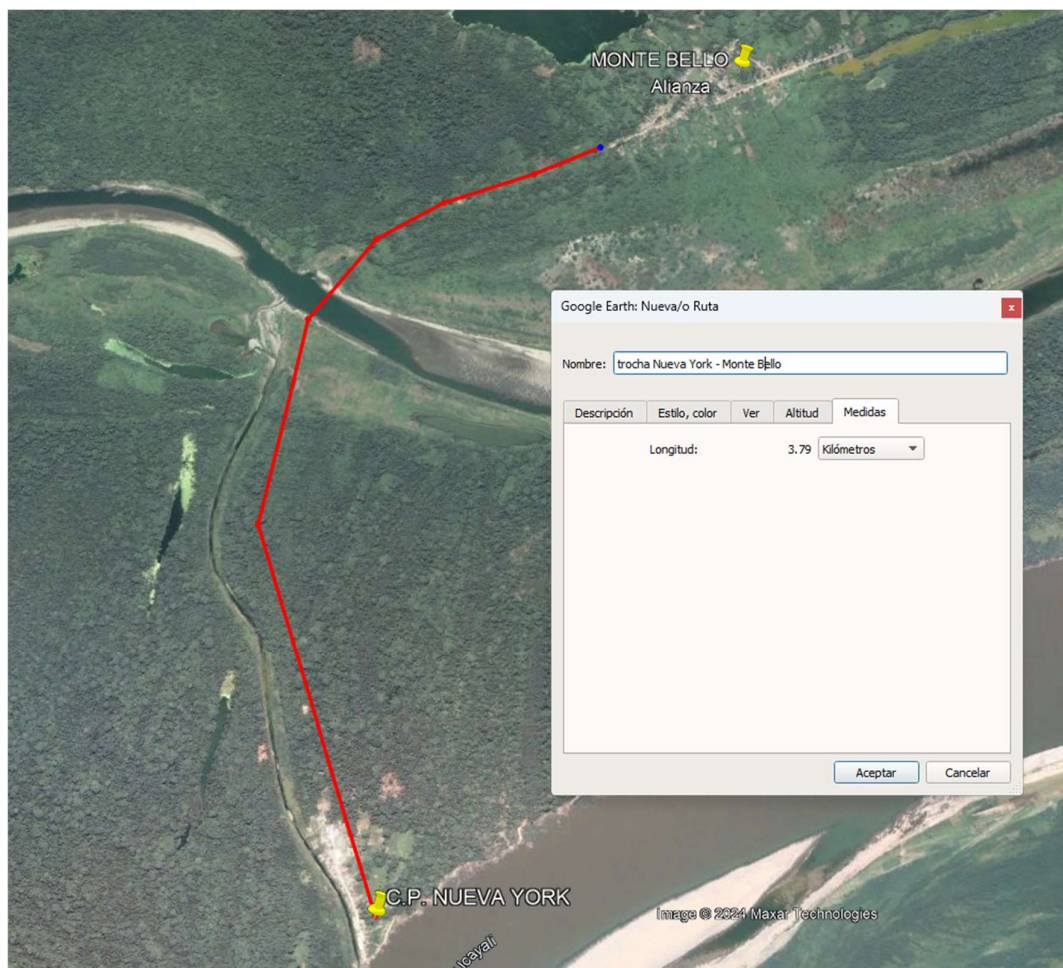 MONTE BELLO
Alianza
Google Earth: Nueva/o Ruta
x
Nombre: trocha Nueva York - Monte Bello
Descripción Estilo, color Ver Altitud Medidas
Longitud: 3.79 Kilómetros
Aceptar Cancelar
C.P. NUEVA YORK
Image © 2024 Maxar Technologies